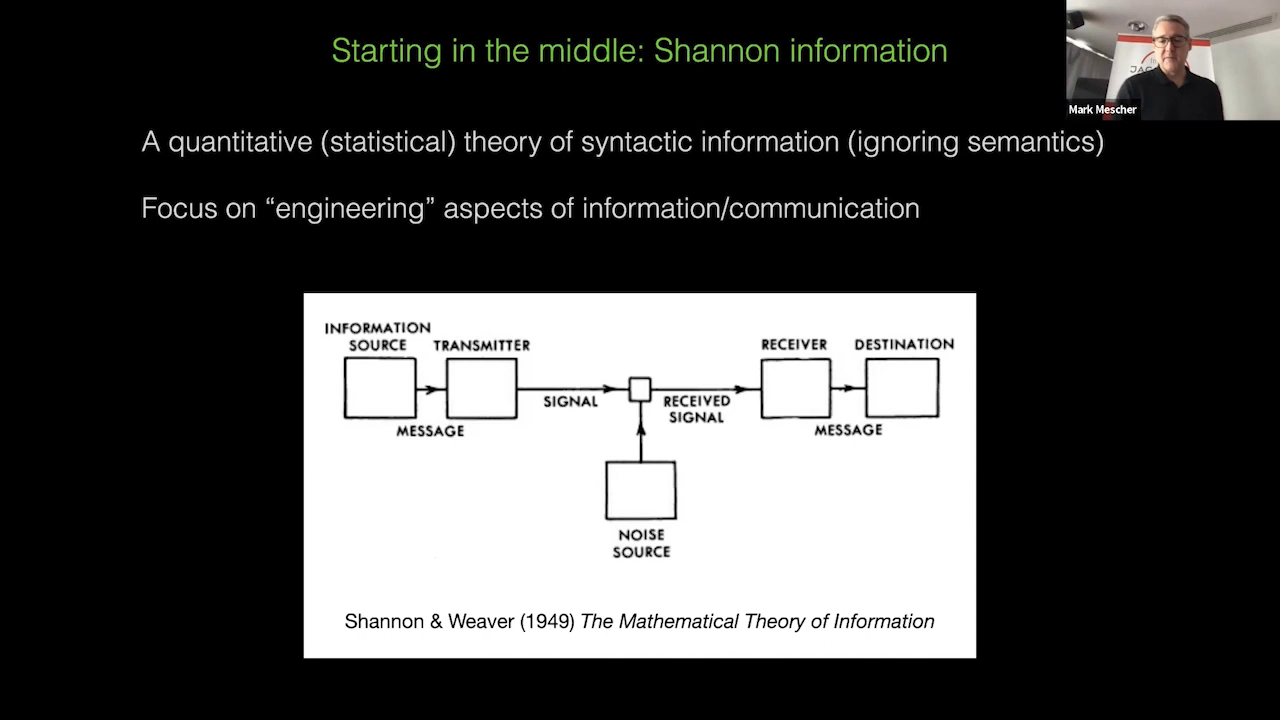 Starting in the middle: Shannon information
Mark Mescher
A quantitative (statistical) theory of syntactic information (ignoring semantics)
Focus on “engineering” aspects of information/communication
INFORMATION
SOURCE
TRANSMITTER
RECEIVER
DESTINATION
SIGNAL
RECEIVED
SIGNAL
MESSAGE
MESSAGE
NOISE
SOURCE
Shannon & Weaver (1949) The Mathematical Theory of Information